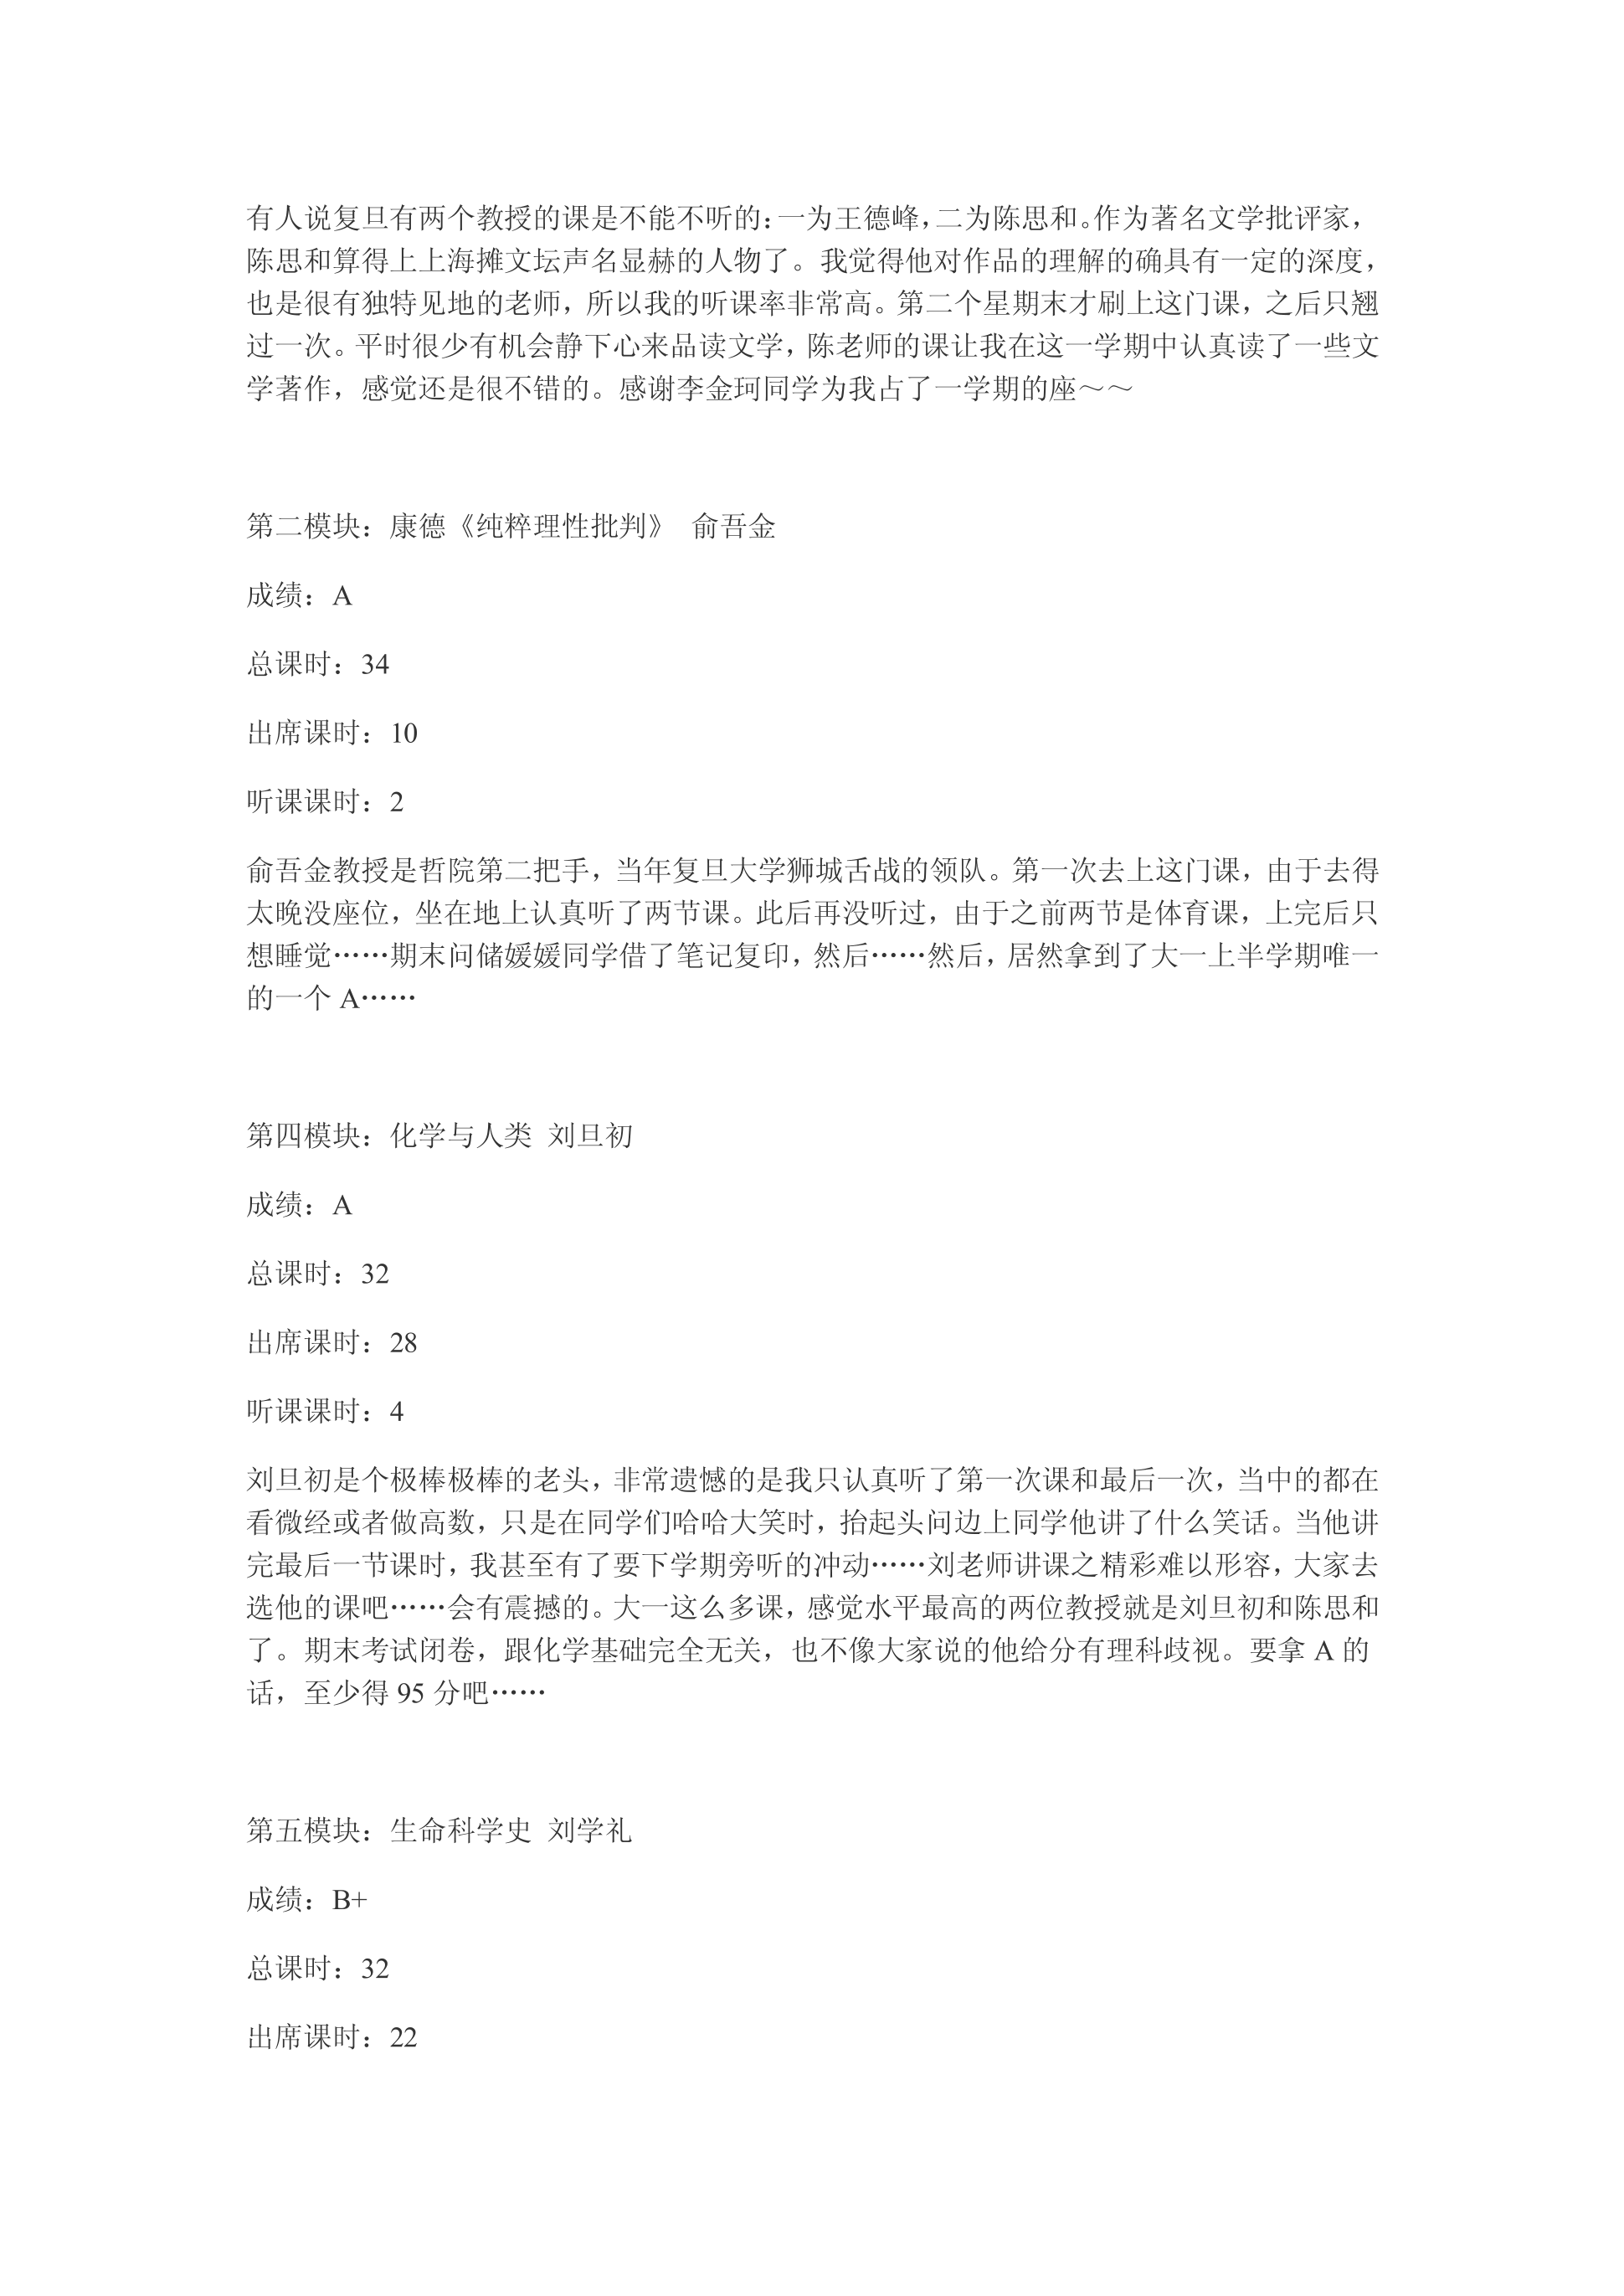 有人说复旦有两个教授的课是不能不听的：一为王德峰，二为陈思和。作为著名文学批评家，
陈思和算得上上海摊文坛声名显赫的人物了。我觉得他对作品的理解的确具有一定的深度，
也是很有独特见地的老师，所以我的听课率非常高。第二个星期末才刷上这门课，之后只翘
过一次。平时很少有机会静下心来品读文学，陈老师的课让我在这一学期中认真读了一些文
学著作，感觉还是很不错的。感谢李金珂同学为我占了一学期的座～～
第二模块：康德《纯粹理性批判》 俞吾金
成绩：A
总课时：34
出席课时：10
听课课时：2
俞吾金教授是哲院第二把手，当年复旦大学狮城舌战的领队。第一次去上这门课，由于去得
太晚没座位，坐在地上认真听了两节课。此后再没听过，由于之前两节是体育课，上完后只
想睡觉……期末问储媛媛同学借了笔记复印，然后……然后，居然拿到了大一上半学期唯一
的一个 A……
第四模块：化学与人类 刘旦初
成绩：A
总课时：32
出席课时：28
听课课时：4
刘旦初是个极棒极棒的老头，非常遗憾的是我只认真听了第一次课和最后一次，当中的都在
看微经或者做高数，只是在同学们哈哈大笑时，抬起头问边上同学他讲了什么笑话。当他讲
完最后一节课时，我甚至有了要下学期旁听的冲动……刘老师讲课之精彩难以形容，大家去
选他的课吧……会有震撼的。大一这么多课，感觉水平最高的两位教授就是刘旦初和陈思和
了。期末考试闭卷，跟化学基础完全无关，也不像大家说的他给分有理科歧视。要拿 A 的
话，至少得 95 分吧……
第五模块：生命科学史 刘学礼
成绩：B+
总课时：32
出席课时：22